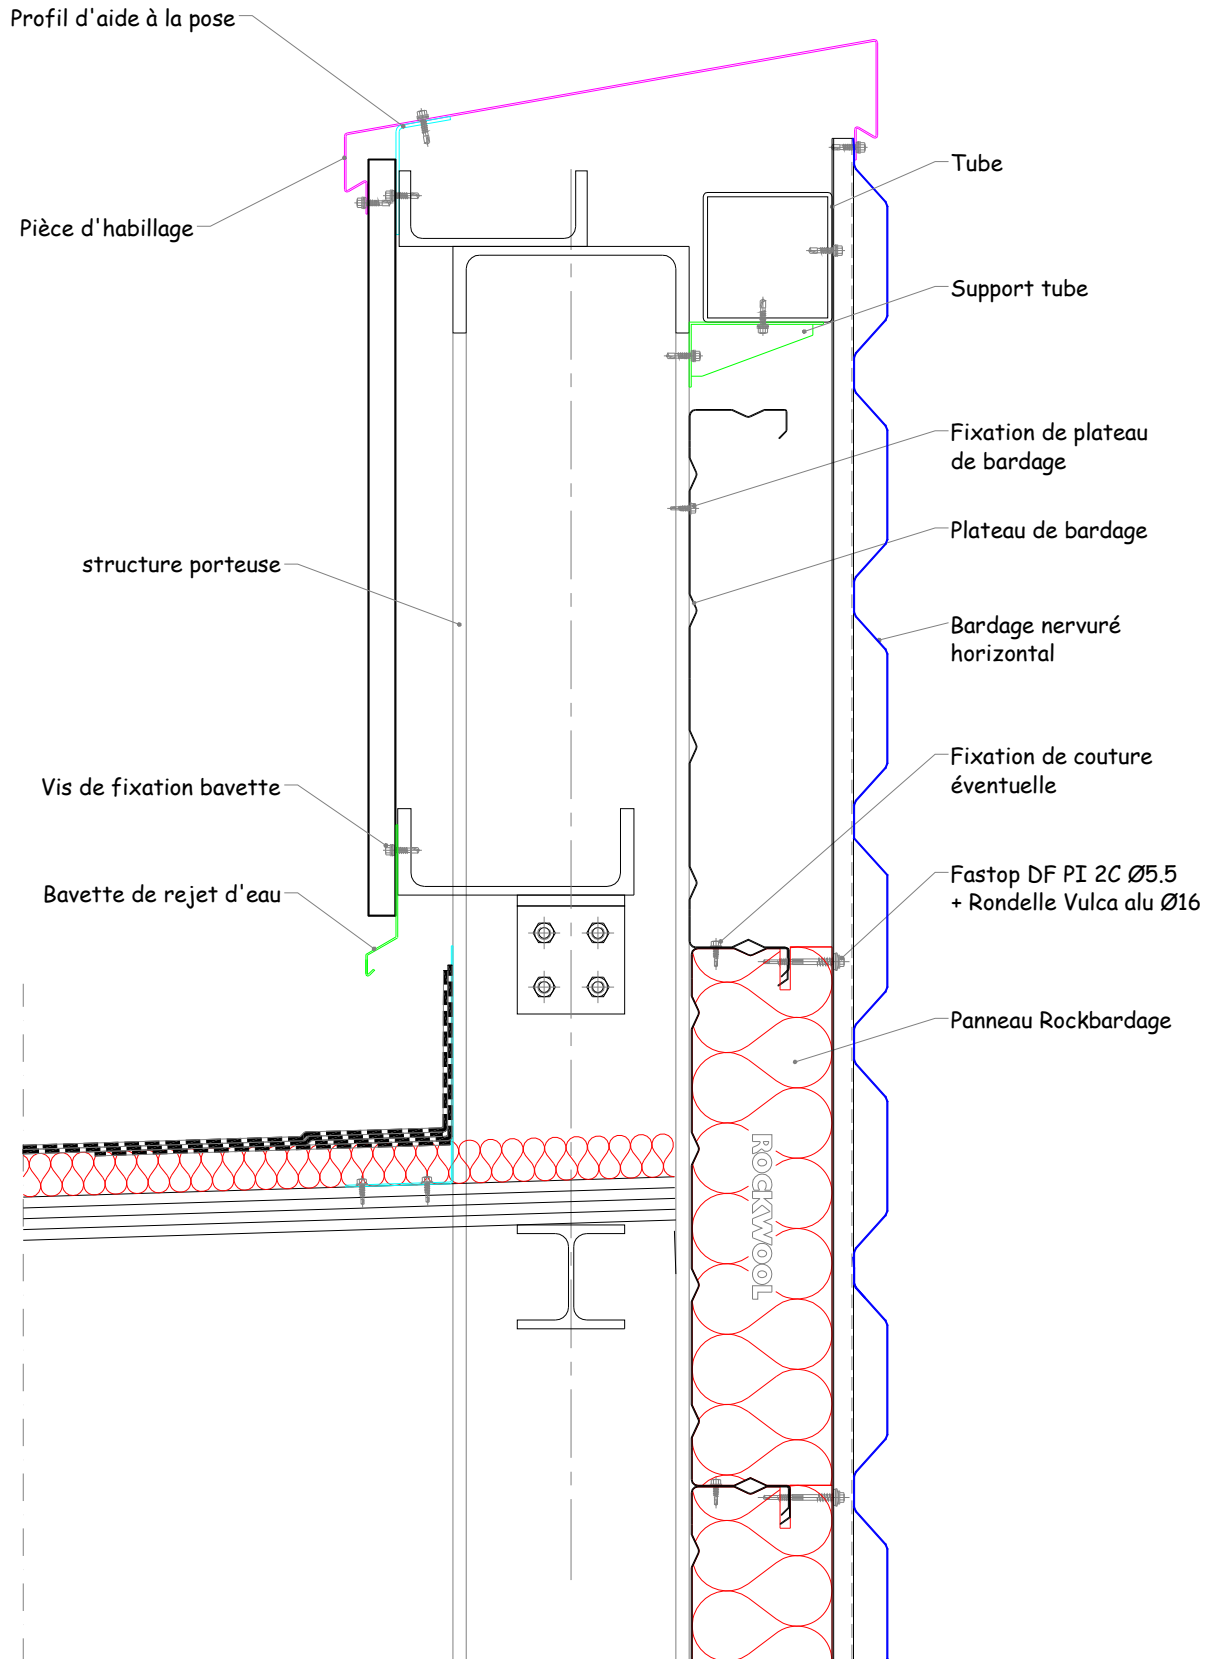 Profil d'aide à la pose
Pièce d'habillage
structure porteuse
Vis de fixation bavette
Bavette de rejet d'eau
Tube
Support tube
Fixation de plateau
de bardage
Plateau de bardage
Bardage nervuré
horizontal
Fixation de couture
éventuelle
Fastop DF PI 2C Ø5.5
+ Rondelle Vulca alu Ø16
Panneau Rockbardage
ROCKWOOL